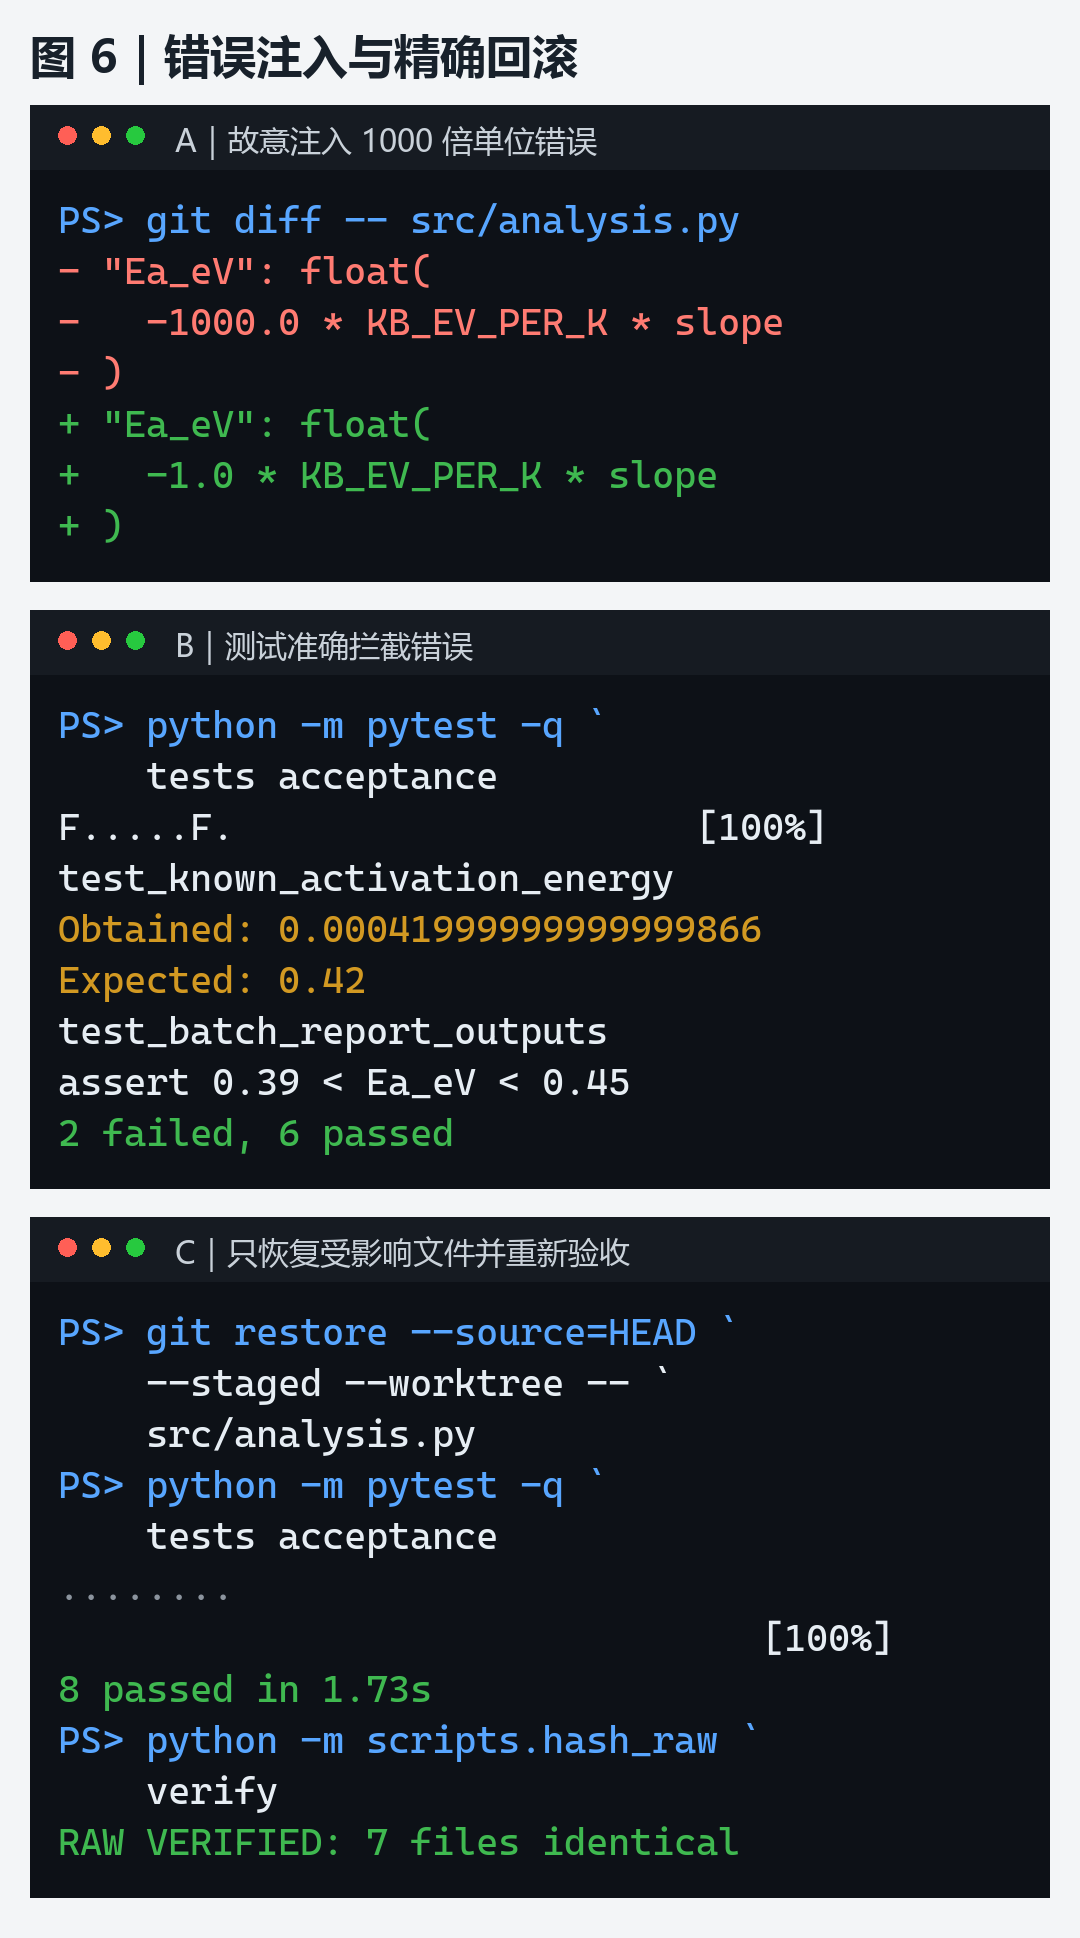 图 6 | 错误注入与精确回滚
A | 故意注入 1000 倍单位错误
PS> git diff -- src/analysis.py
- "Ea_eV": float(
-   -1000.0 * KB_EV_PER_K * slope
- )
+ "Ea_eV": float(
+   -1.0 * KB_EV_PER_K * slope
+ )
B | 测试准确拦截错误
PS> python -m pytest -q `
    tests acceptance
F.....F.                     [100%]
test_known_activation_energy
Obtained: 0.00041999999999999866
Expected: 0.42
test_batch_report_outputs
assert 0.39 < Ea_eV < 0.45
2 failed, 6 passed
C | 只恢复受影响文件并重新验收
PS> git restore --source=HEAD `
    --staged --worktree -- `
    src/analysis.py
PS> python -m pytest -q `
    tests acceptance
........
                                [100%]
8 passed in 1.73s
PS> python -m scripts.hash_raw `
    verify
RAW VERIFIED: 7 files identical